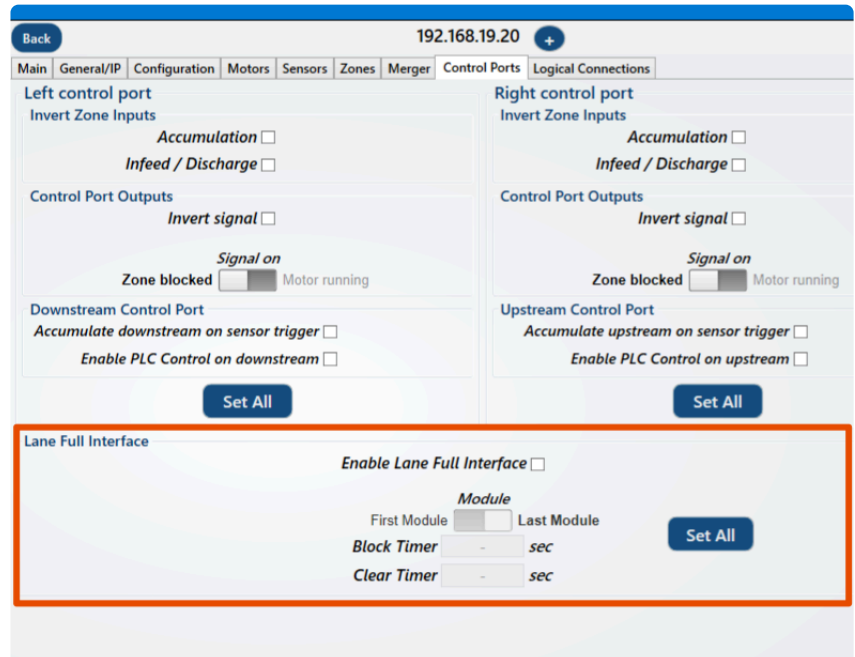 Back
192.168.19.20 +
Main General/IP Configuration Motors Sensors Zones Merger Control Ports Logical Connections
Left control port
Invert Zone Inputs
Accumulation
Infeed / Discharge
Control Port Outputs
Invert signal
Signal on
Zone blocked Motor running
Downstream Control Port
Accumulate downstream on sensor trigger
Enable PLC Control on downstream
Set All
Right control port
Invert Zone Inputs
Accumulation
Infeed / Discharge
Control Port Outputs
Invert signal
Signal on
Zone blocked Motor running
Upstream Control Port
Accumulate upstream on sensor trigger
Enable PLC Control on upstream
Set All
Lane Full Interface
Enable Lane Full Interface
Module
First Module Last Module
Block Timer - sec
Clear Timer - sec
Set All